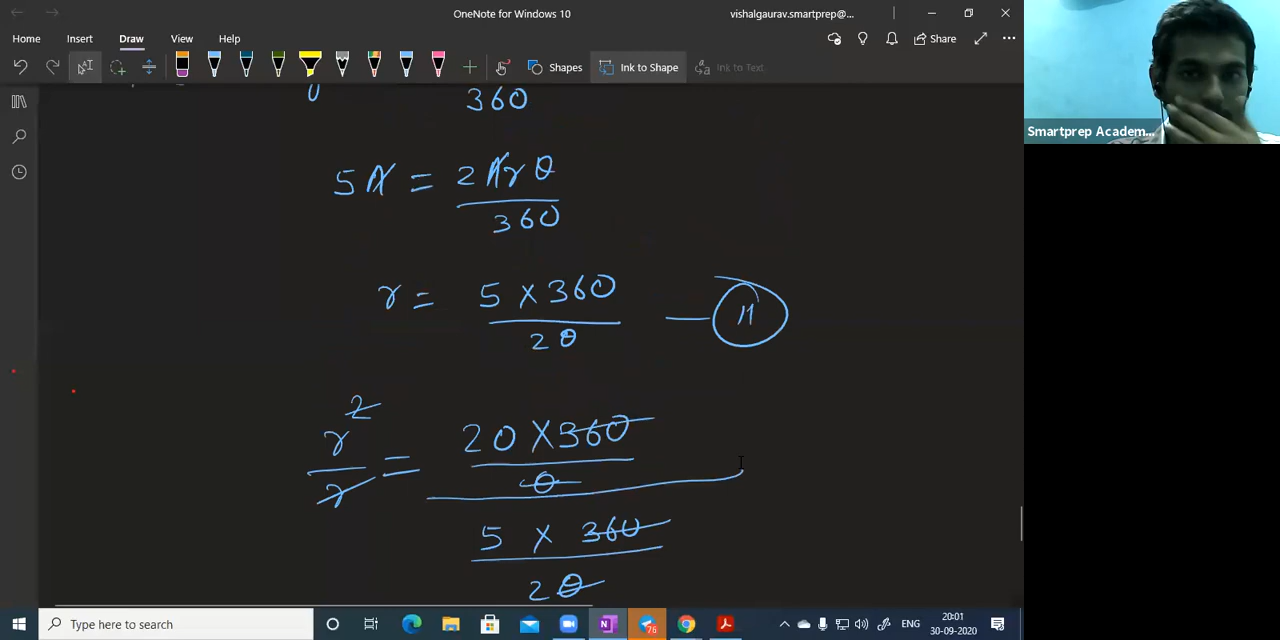 OneNote for Windows 10
vishalgaurav.smartprep@...
Home Insert Draw View Help
Share
Shapes
Ink to Shape
Ink to Text
Smartprep Academ...
360
5π = 2πrθ
360
r = 5 × 360
2θ
11
r² = 20 × 360
r θ
5 × 360
2θ
Type here to search
76
ENG
20:01
30-09-2020